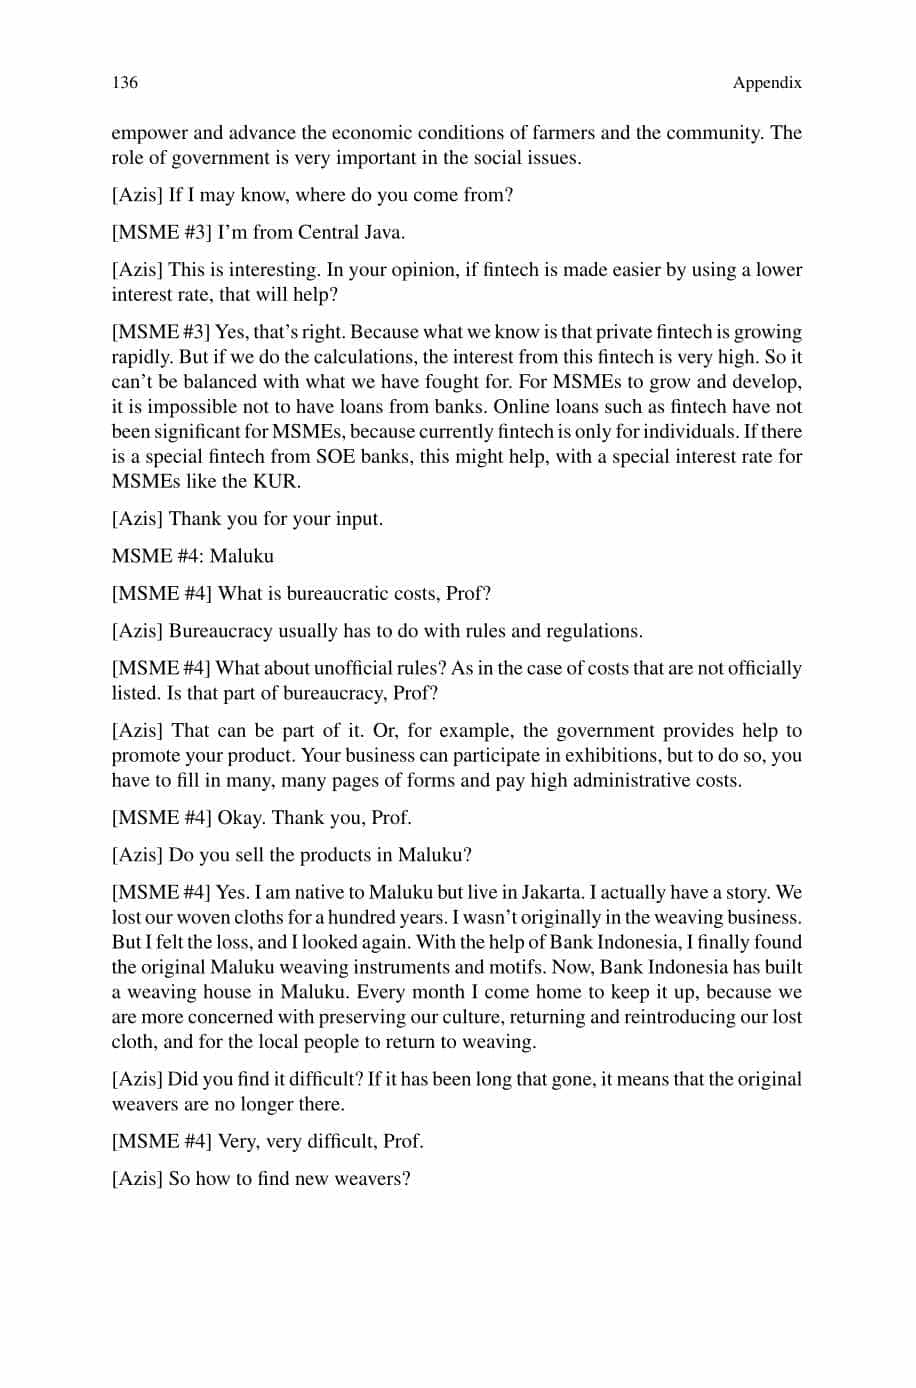 136
Appendix
empower and advance the economic conditions of farmers and the community. The
role of government is very important in the social issues.
[Azis] If I may know, where do you come from?
[MSME #3] I’m from Central Java.
[Azis] This is interesting. In your opinion, if fintech is made easier by using a lower
interest rate, that will help?
[MSME #3] Yes, that’s right. Because what we know is that private fintech is growing
rapidly. But if we do the calculations, the interest from this fintech is very high. So it
can’t be balanced with what we have fought for. For MSMEs to grow and develop,
it is impossible not to have loans from banks. Online loans such as fintech have not
been significant for MSMEs, because currently fintech is only for individuals. If there
is a special fintech from SOE banks, this might help, with a special interest rate for
MSMEs like the KUR.
[Azis] Thank you for your input.
MSME #4: Maluku
[MSME #4] What is bureaucratic costs, Prof?
[Azis] Bureaucracy usually has to do with rules and regulations.
[MSME #4] What about unofficial rules? As in the case of costs that are not officially
listed. Is that part of bureaucracy, Prof?
[Azis] That can be part of it. Or, for example, the government provides help to
promote your product. Your business can participate in exhibitions, but to do so, you
have to fill in many, many pages of forms and pay high administrative costs.
[MSME #4] Okay. Thank you, Prof.
[Azis] Do you sell the products in Maluku?
[MSME #4] Yes. I am native to Maluku but live in Jakarta. I actually have a story. We
lost our woven cloths for a hundred years. I wasn’t originally in the weaving business.
But I felt the loss, and I looked again. With the help of Bank Indonesia, I finally found
the original Maluku weaving instruments and motifs. Now, Bank Indonesia has built
a weaving house in Maluku. Every month I come home to keep it up, because we
are more concerned with preserving our culture, returning and reintroducing our lost
cloth, and for the local people to return to weaving.
[Azis] Did you find it difficult? If it has been long that gone, it means that the original
weavers are no longer there.
[MSME #4] Very, very difficult, Prof.
[Azis] So how to find new weavers?